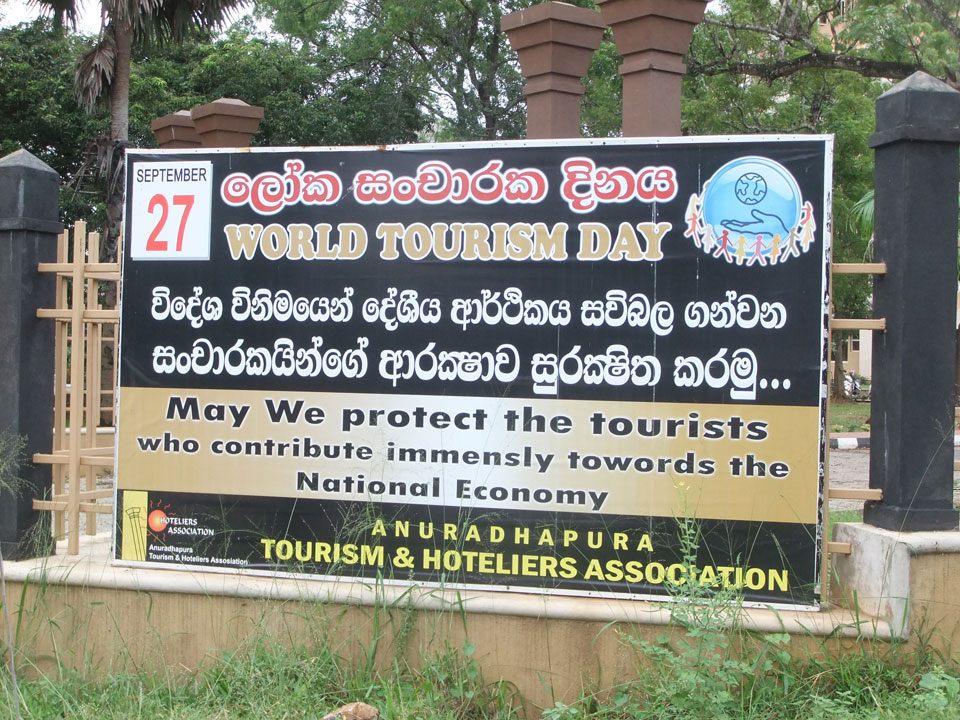 SEPTEMBER
27
ලෝක සංචාරක දිනය
WORLD TOURISM DAY
විදේශ විනිමයෙන් දේශීය ආර්ථිකය සවිබල ගන්වන
සංචාරකයින්ගේ ආරක්ෂාව සුරක්ෂිත කරමු...
May We protect the tourists
who contribute immensly towards the
National Economy
HOTELIERS
ASSOCIATION
Anuradhapura
Tourism & Hoteliers Association
ANURADHAPURA
TOURISM & HOTELIERS ASSOCIATION